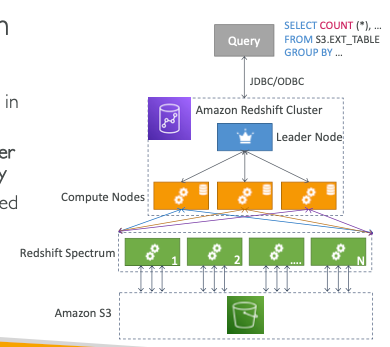 n
in
er
y
ed
Query
SELECT COUNT (*), ...
FROM S3.EXT_TABLE
GROUP BY ...
JDBC/ODBC
Amazon Redshift Cluster
Leader Node
Compute Nodes
Redshift Spectrum
1
2
....
N
Amazon S3